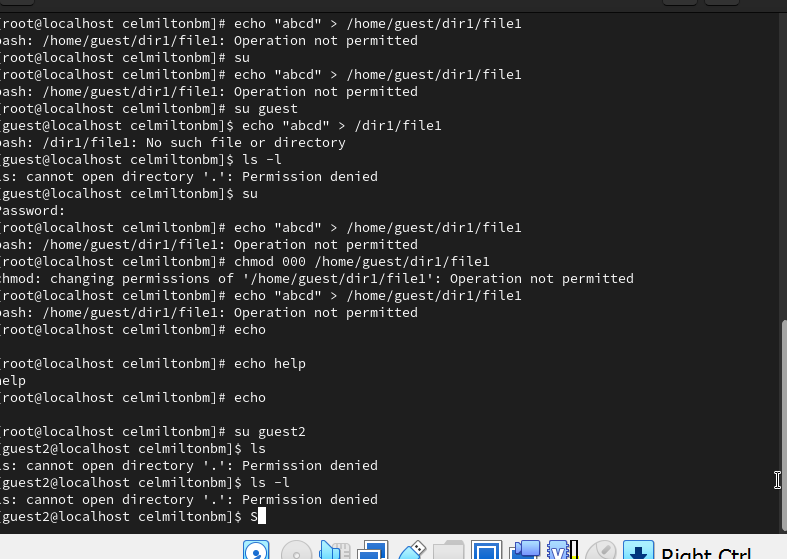 [root@localhost celmiltonbm]# echo "abcd" > /home/guest/dir1/file1
bash: /home/guest/dir1/file1: Operation not permitted
[root@localhost celmiltonbm]# su
[root@localhost celmiltonbm]# echo "abcd" > /home/guest/dir1/file1
bash: /home/guest/dir1/file1: Operation not permitted
[root@localhost celmiltonbm]# su guest
[guest@localhost celmiltonbm]$ echo "abcd" > /dir1/file1
bash: /dir1/file1: No such file or directory
[guest@localhost celmiltonbm]$ ls -l
ls: cannot open directory '.': Permission denied
[guest@localhost celmiltonbm]$ su
Password:
[root@localhost celmiltonbm]# echo "abcd" > /home/guest/dir1/file1
bash: /home/guest/dir1/file1: Operation not permitted
[root@localhost celmiltonbm]# chmod 000 /home/guest/dir1/file1
chmod: changing permissions of '/home/guest/dir1/file1': Operation not permitted
[root@localhost celmiltonbm]# echo "abcd" > /home/guest/dir1/file1
bash: /home/guest/dir1/file1: Operation not permitted
[root@localhost celmiltonbm]# echo
[root@localhost celmiltonbm]# echo help
help
[root@localhost celmiltonbm]# echo
[root@localhost celmiltonbm]# su guest2
[guest2@localhost celmiltonbm]$ ls
ls: cannot open directory '.': Permission denied
[guest2@localhost celmiltonbm]$ ls -l
ls: cannot open directory '.': Permission denied
[guest2@localhost celmiltonbm]$ S
Right Ctrl